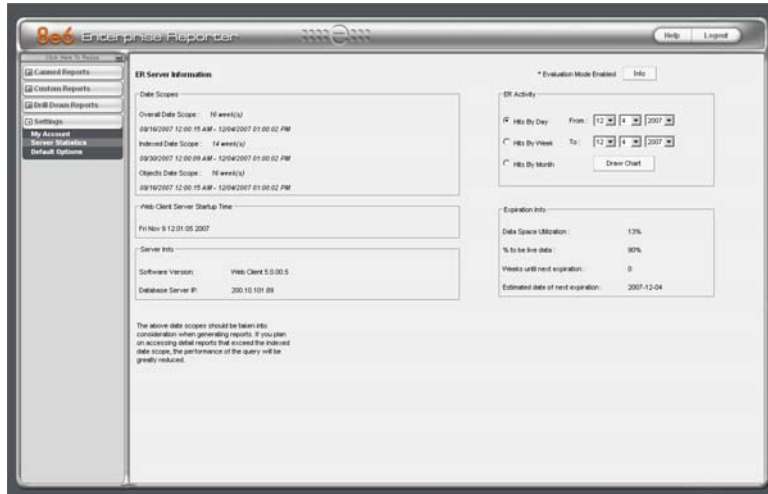 8e6 Enterprise Reporter
Help
Logout
Click Here To Pause
Canned Reports
Custom Reports
Drill Down Reports
Settings
My Account
Server Statistics
Default Options
ER Server Information
* Evaluation Mode Enabled
Info
Date Scopes
Overall Date Scope : 16 week(s)
08/16/2007 12:00:15 AM - 12/04/2007 01:00:02 PM
Indexed Date Scope : 14 week(s)
08/30/2007 12:00:09 AM - 12/04/2007 01:00:02 PM
Objects Date Scope : 16 week(s)
08/16/2007 12:00:15 AM - 12/04/2007 01:00:02 PM
ER Activity
Hits By Day From : 12 4 2007
Hits By Week To : 12 4 2007
Hits By Month Draw Chart
Web Client Server Startup Time
Fri Nov 9 12:01:05 2007
Server Info
Software Version: Web Client 5.0.00.5
Database Server IP: 200.10.101.89
Expiration Info
Data Space Utilization : 13%
% to be live data : 90%
Weeks until next expiration : 0
Estimated date of next expiration : 2007-12-04
The above date scopes should be taken into
consideration when generating reports. If you plan
on accessing detail reports that exceed the indexed
date scope, the performance of the query will be
greatly reduced.